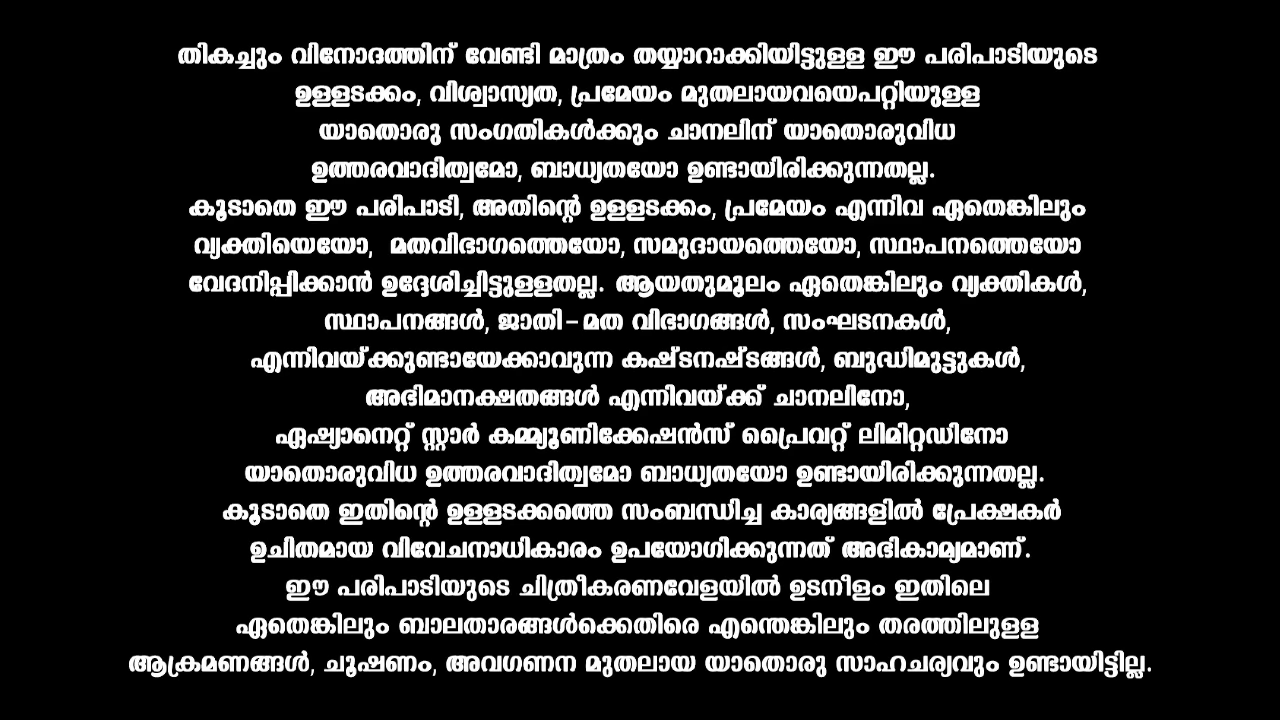 തികച്ചും വിനോദത്തിന് വേണ്ടി മാത്രം തയ്യാറാക്കിയിട്ടുള്ള ഈ പരിപാടിയുടെ
ഉള്ളടക്കം, വിശ്വാസ്യത, പ്രമേയം മുതലായവയെപറ്റിയുള്ള
യാതൊരു സംഗതികൾക്കും ചാനലിന് യാതൊരുവിധ
ഉത്തരവാദിത്വമോ, ബാധ്യതയോ ഉണ്ടായിരിക്കുന്നതല്ല.
കൂടാതെ ഈ പരിപാടി, അതിന്റെ ഉള്ളടക്കം, പ്രമേയം എന്നിവ ഏതെങ്കിലും
വ്യക്തിയെയോ, മതവിഭാഗത്തെയോ, സമുദായത്തെയോ, സ്ഥാപനത്തെയോ
വേദനിപ്പിക്കാൻ ഉദ്ദേശിച്ചിട്ടുള്ളതല്ല. ആയതുമൂലം ഏതെങ്കിലും വ്യക്തികൾ,
സ്ഥാപനങ്ങൾ, ജാതി - മത വിഭാഗങ്ങൾ, സംഘടനകൾ,
എന്നിവയ്ക്കുണ്ടായേക്കാവുന്ന കഷ്ടനഷ്ടങ്ങൾ, ബുദ്ധിമുട്ടുകൾ,
അഭിമാനക്ഷതങ്ങൾ എന്നിവയ്ക്ക് ചാനലിനോ,
ഏഷ്യാനെറ്റ് സ്റ്റാർ കമ്മ്യൂണിക്കേഷൻസ് പ്രൈവറ്റ് ലിമിറ്റഡിനോ
യാതൊരുവിധ ഉത്തരവാദിത്വമോ ബാധ്യതയോ ഉണ്ടായിരിക്കുന്നതല്ല.
കൂടാതെ ഇതിന്റെ ഉള്ളടക്കത്തെ സംബന്ധിച്ച കാര്യങ്ങളിൽ പ്രേക്ഷകർ
ഉചിതമായ വിവേചനാധികാരം ഉപയോഗിക്കുന്നത് അഭികാമ്യമാണ്.
ഈ പരിപാടിയുടെ ചിത്രീകരണവേളയിൽ ഉടനീളം ഇതിലെ
ഏതെങ്കിലും ബാലതാരങ്ങൾക്കെതിരെ എന്തെങ്കിലും തരത്തിലുള്ള
ആക്രമണങ്ങൾ, ചൂഷണം, അവഗണന മുതലായ യാതൊരു സാഹചര്യവും ഉണ്ടായിട്ടില്ല.